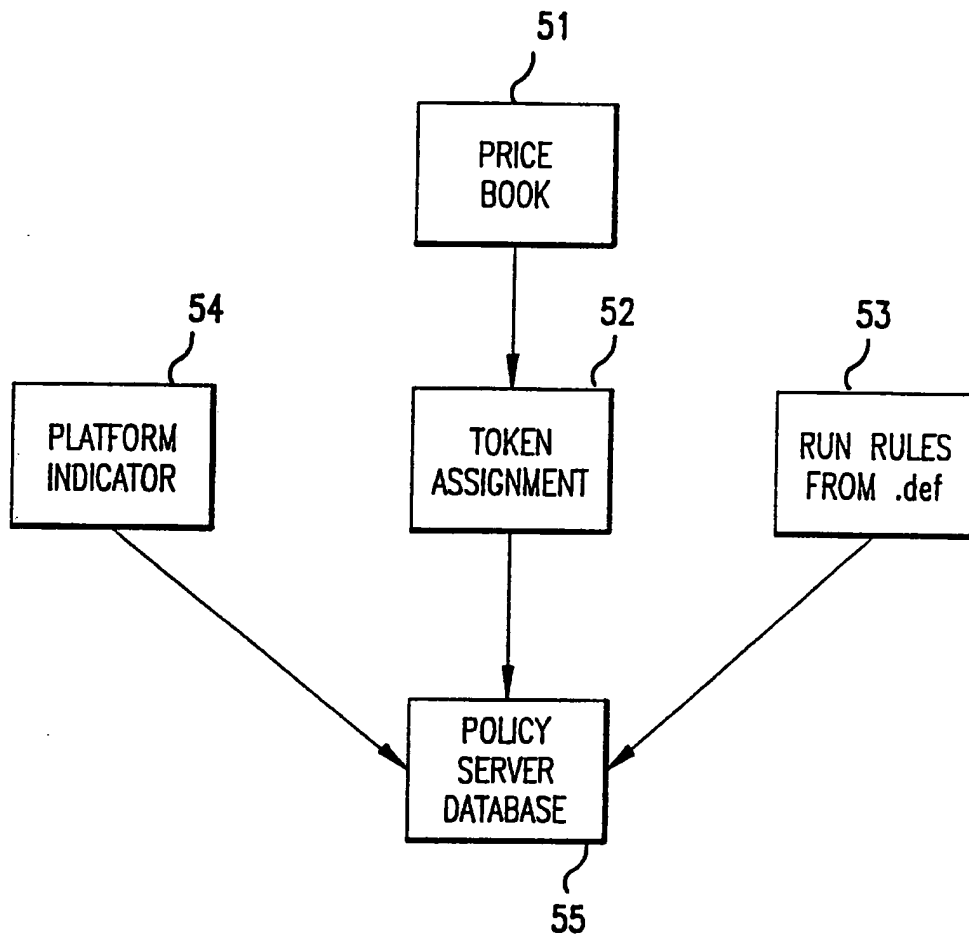 51
PRICE
BOOK
54
52
53
PLATFORM
INDICATOR
TOKEN
ASSIGNMENT
RUN RULES
FROM .def
POLICY
SERVER
DATABASE
55